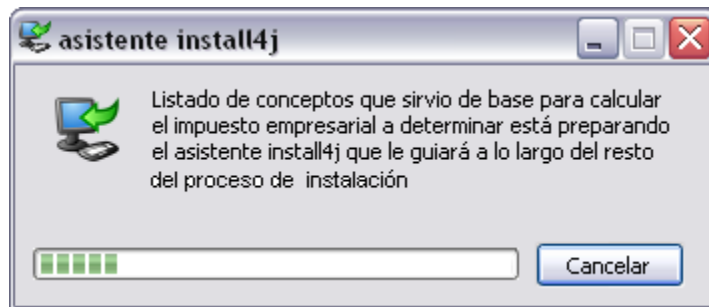 asistente install4j
Listado de conceptos que sirvio de base para calcular
el impuesto empresarial a determinar está preparando
el asistente install4j que le guiará a lo largo del resto
del proceso de instalación
Cancelar